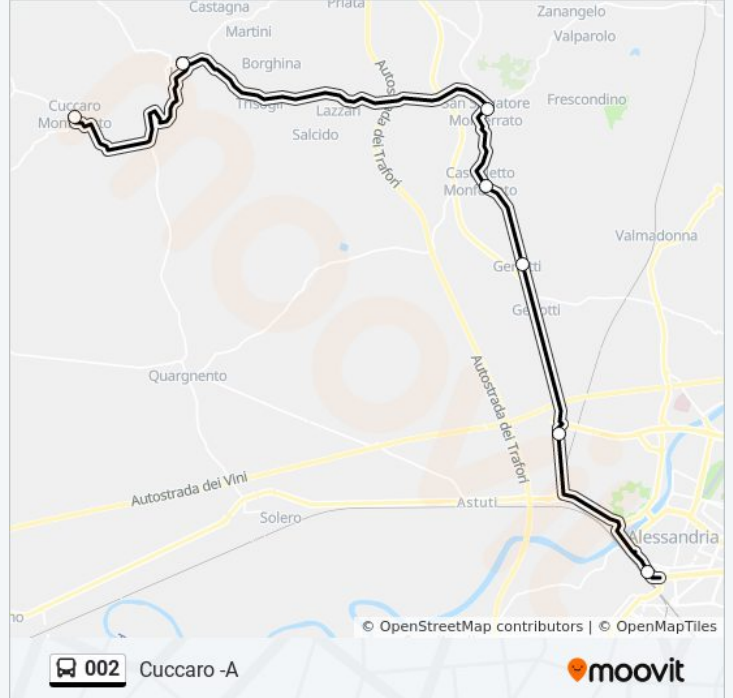 Castagna
Priata
Zanangelo
Martini
Valparolo
Borghina
Autostrada dei Trafori
Cuccaro
Monferrato
Lazzari
San Salvatore
Monferrato
Frescondino
Salcido
Castelletto
Monferrato
Valmadonna
Gerlotti
Gerlotti
Quargnento
Autostrada dei Trafori
Autostrada dei Vini
Astuti
Solero
Alessandria
no
© OpenStreetMap contributors | © OpenMapTiles
002 Cuccaro -A
moovit
moovit